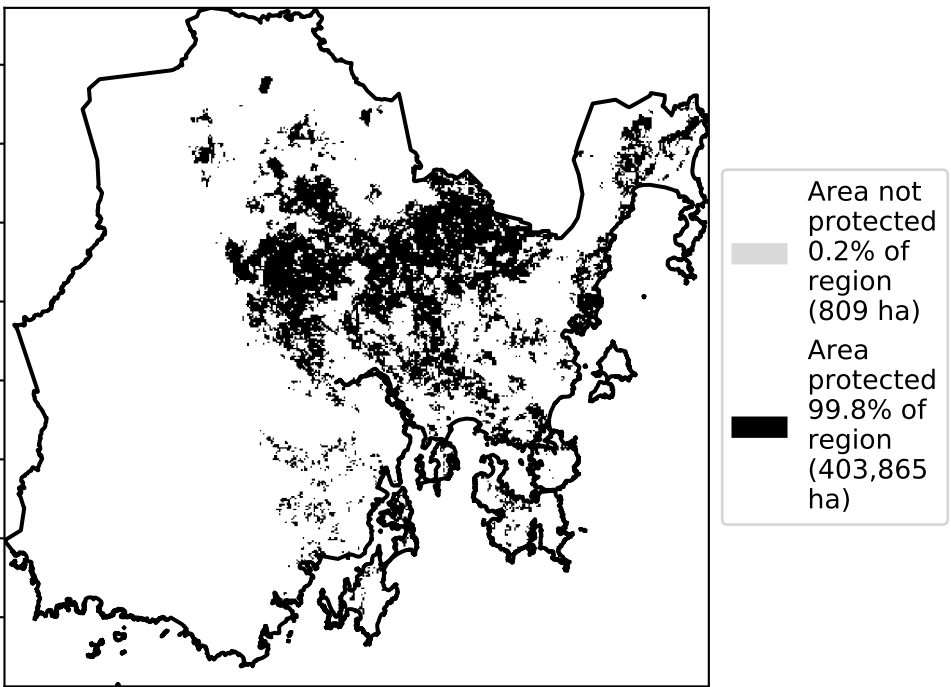 Area not
protected
0.2% of
region
(809 ha)
Area
protected
99.8% of
region
(403,865
ha)